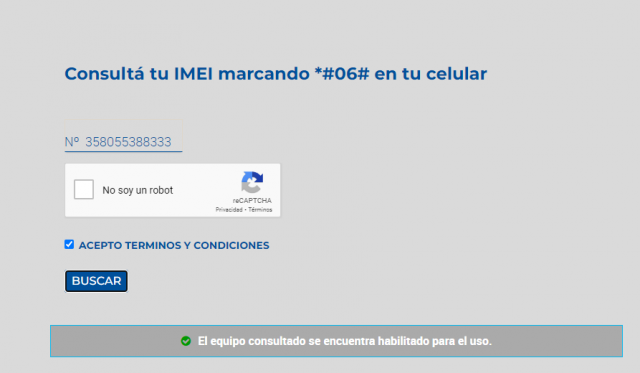 Consultá tu IMEI marcando *#06# en tu celular
Nº 358055388333
No soy un robot
reCAPTCHA
Privacidad - Términos
ACEPTO TERMINOS Y CONDICIONES
BUSCAR
El equipo consultado se encuentra habilitado para el uso.